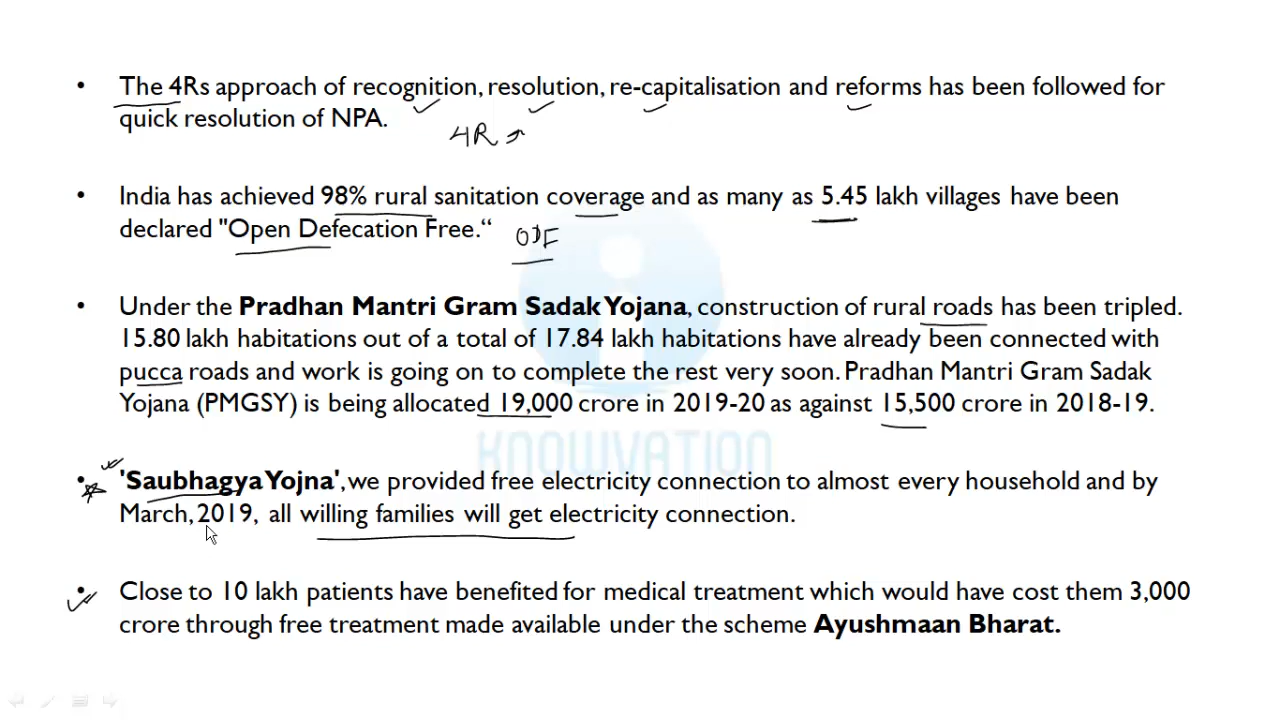 • The 4Rs approach of recognition, resolution, re-capitalisation and reforms has been followed for
quick resolution of NPA.
4R
• India has achieved 98% rural sanitation coverage and as many as 5.45 lakh villages have been
declared "Open Defecation Free.“
ODF
• Under the Pradhan Mantri Gram Sadak Yojana, construction of rural roads has been tripled.
15.80 lakh habitations out of a total of 17.84 lakh habitations have already been connected with
pucca roads and work is going on to complete the rest very soon. Pradhan Mantri Gram Sadak
Yojana (PMGSY) is being allocated 19,000 crore in 2019-20 as against 15,500 crore in 2018-19.
KNOWVATION
• 'Saubhagya Yojna', we provided free electricity connection to almost every household and by
March, 2019, all willing families will get electricity connection.
• Close to 10 lakh patients have benefited for medical treatment which would have cost them 3,000
crore through free treatment made available under the scheme Ayushmaan Bharat.